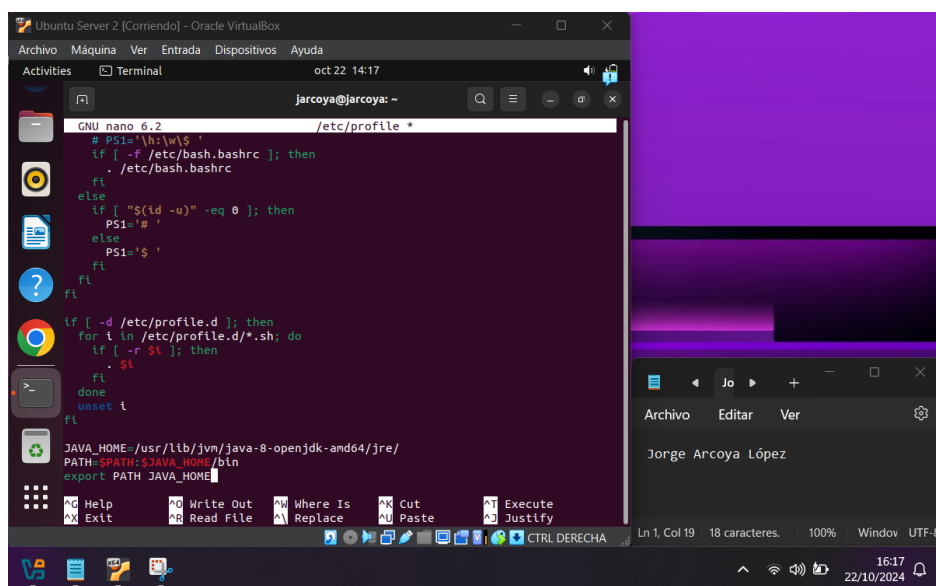 Ubuntu Server 2 [Corriendo] - Oracle VirtualBox
Archivo Máquina Ver Entrada Dispositivos Ayuda
Activities Terminal oct 22 14:17
jarcoya@jarcoya: ~
GNU nano 6.2 /etc/profile *
# PS1='\h:\w\$ '
if [ -f /etc/bash.bashrc ]; then
. /etc/bash.bashrc
fi
else
if [ "$(id -u)" -eq 0 ]; then
PS1='# '
else
PS1='$ '
fi
fi
fi
if [ -d /etc/profile.d ]; then
for i in /etc/profile.d/*.sh; do
if [ -r $i ]; then
. $i
fi
done
unset i
fi
JAVA_HOME=/usr/lib/jvm/java-8-openjdk-amd64/jre/
PATH=$PATH:$JAVA_HOME/bin
export PATH JAVA_HOME
^G Help ^O Write Out ^W Where Is ^K Cut ^T Execute
^X Exit ^R Read File ^\ Replace ^U Paste ^J Justify
CTRL DERECHA
Jo
Archivo Editar Ver
Jorge Arcoya López
Ln 1, Col 19 18 caracteres. 100% Window UTF-8
16:17
22/10/2024